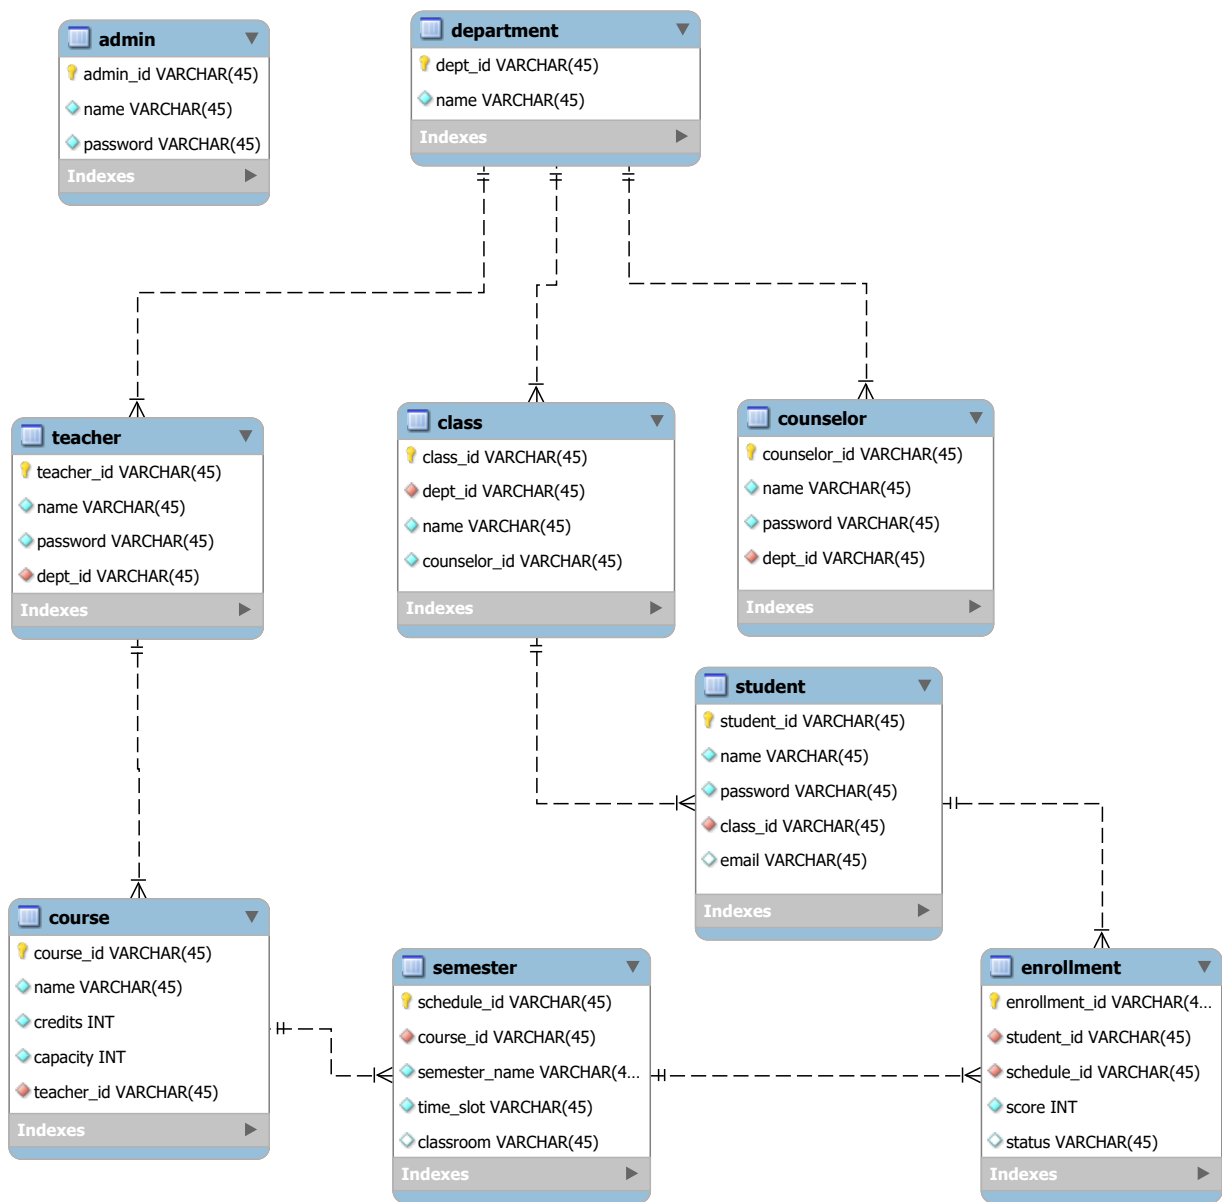 admin
admin_id VARCHAR(45)
name VARCHAR(45)
password VARCHAR(45)
Indexes
department
dept_id VARCHAR(45)
name VARCHAR(45)
Indexes
teacher
teacher_id VARCHAR(45)
name VARCHAR(45)
password VARCHAR(45)
dept_id VARCHAR(45)
Indexes
class
class_id VARCHAR(45)
dept_id VARCHAR(45)
name VARCHAR(45)
counselor_id VARCHAR(45)
Indexes
counselor
counselor_id VARCHAR(45)
name VARCHAR(45)
password VARCHAR(45)
dept_id VARCHAR(45)
Indexes
student
student_id VARCHAR(45)
name VARCHAR(45)
password VARCHAR(45)
class_id VARCHAR(45)
email VARCHAR(45)
Indexes
course
course_id VARCHAR(45)
name VARCHAR(45)
credits INT
capacity INT
teacher_id VARCHAR(45)
Indexes
semester
schedule_id VARCHAR(45)
course_id VARCHAR(45)
semester_name VARCHAR(4...
time_slot VARCHAR(45)
classroom VARCHAR(45)
Indexes
enrollment
enrollment_id VARCHAR(4...
student_id VARCHAR(45)
schedule_id VARCHAR(45)
score INT
status VARCHAR(45)
Indexes